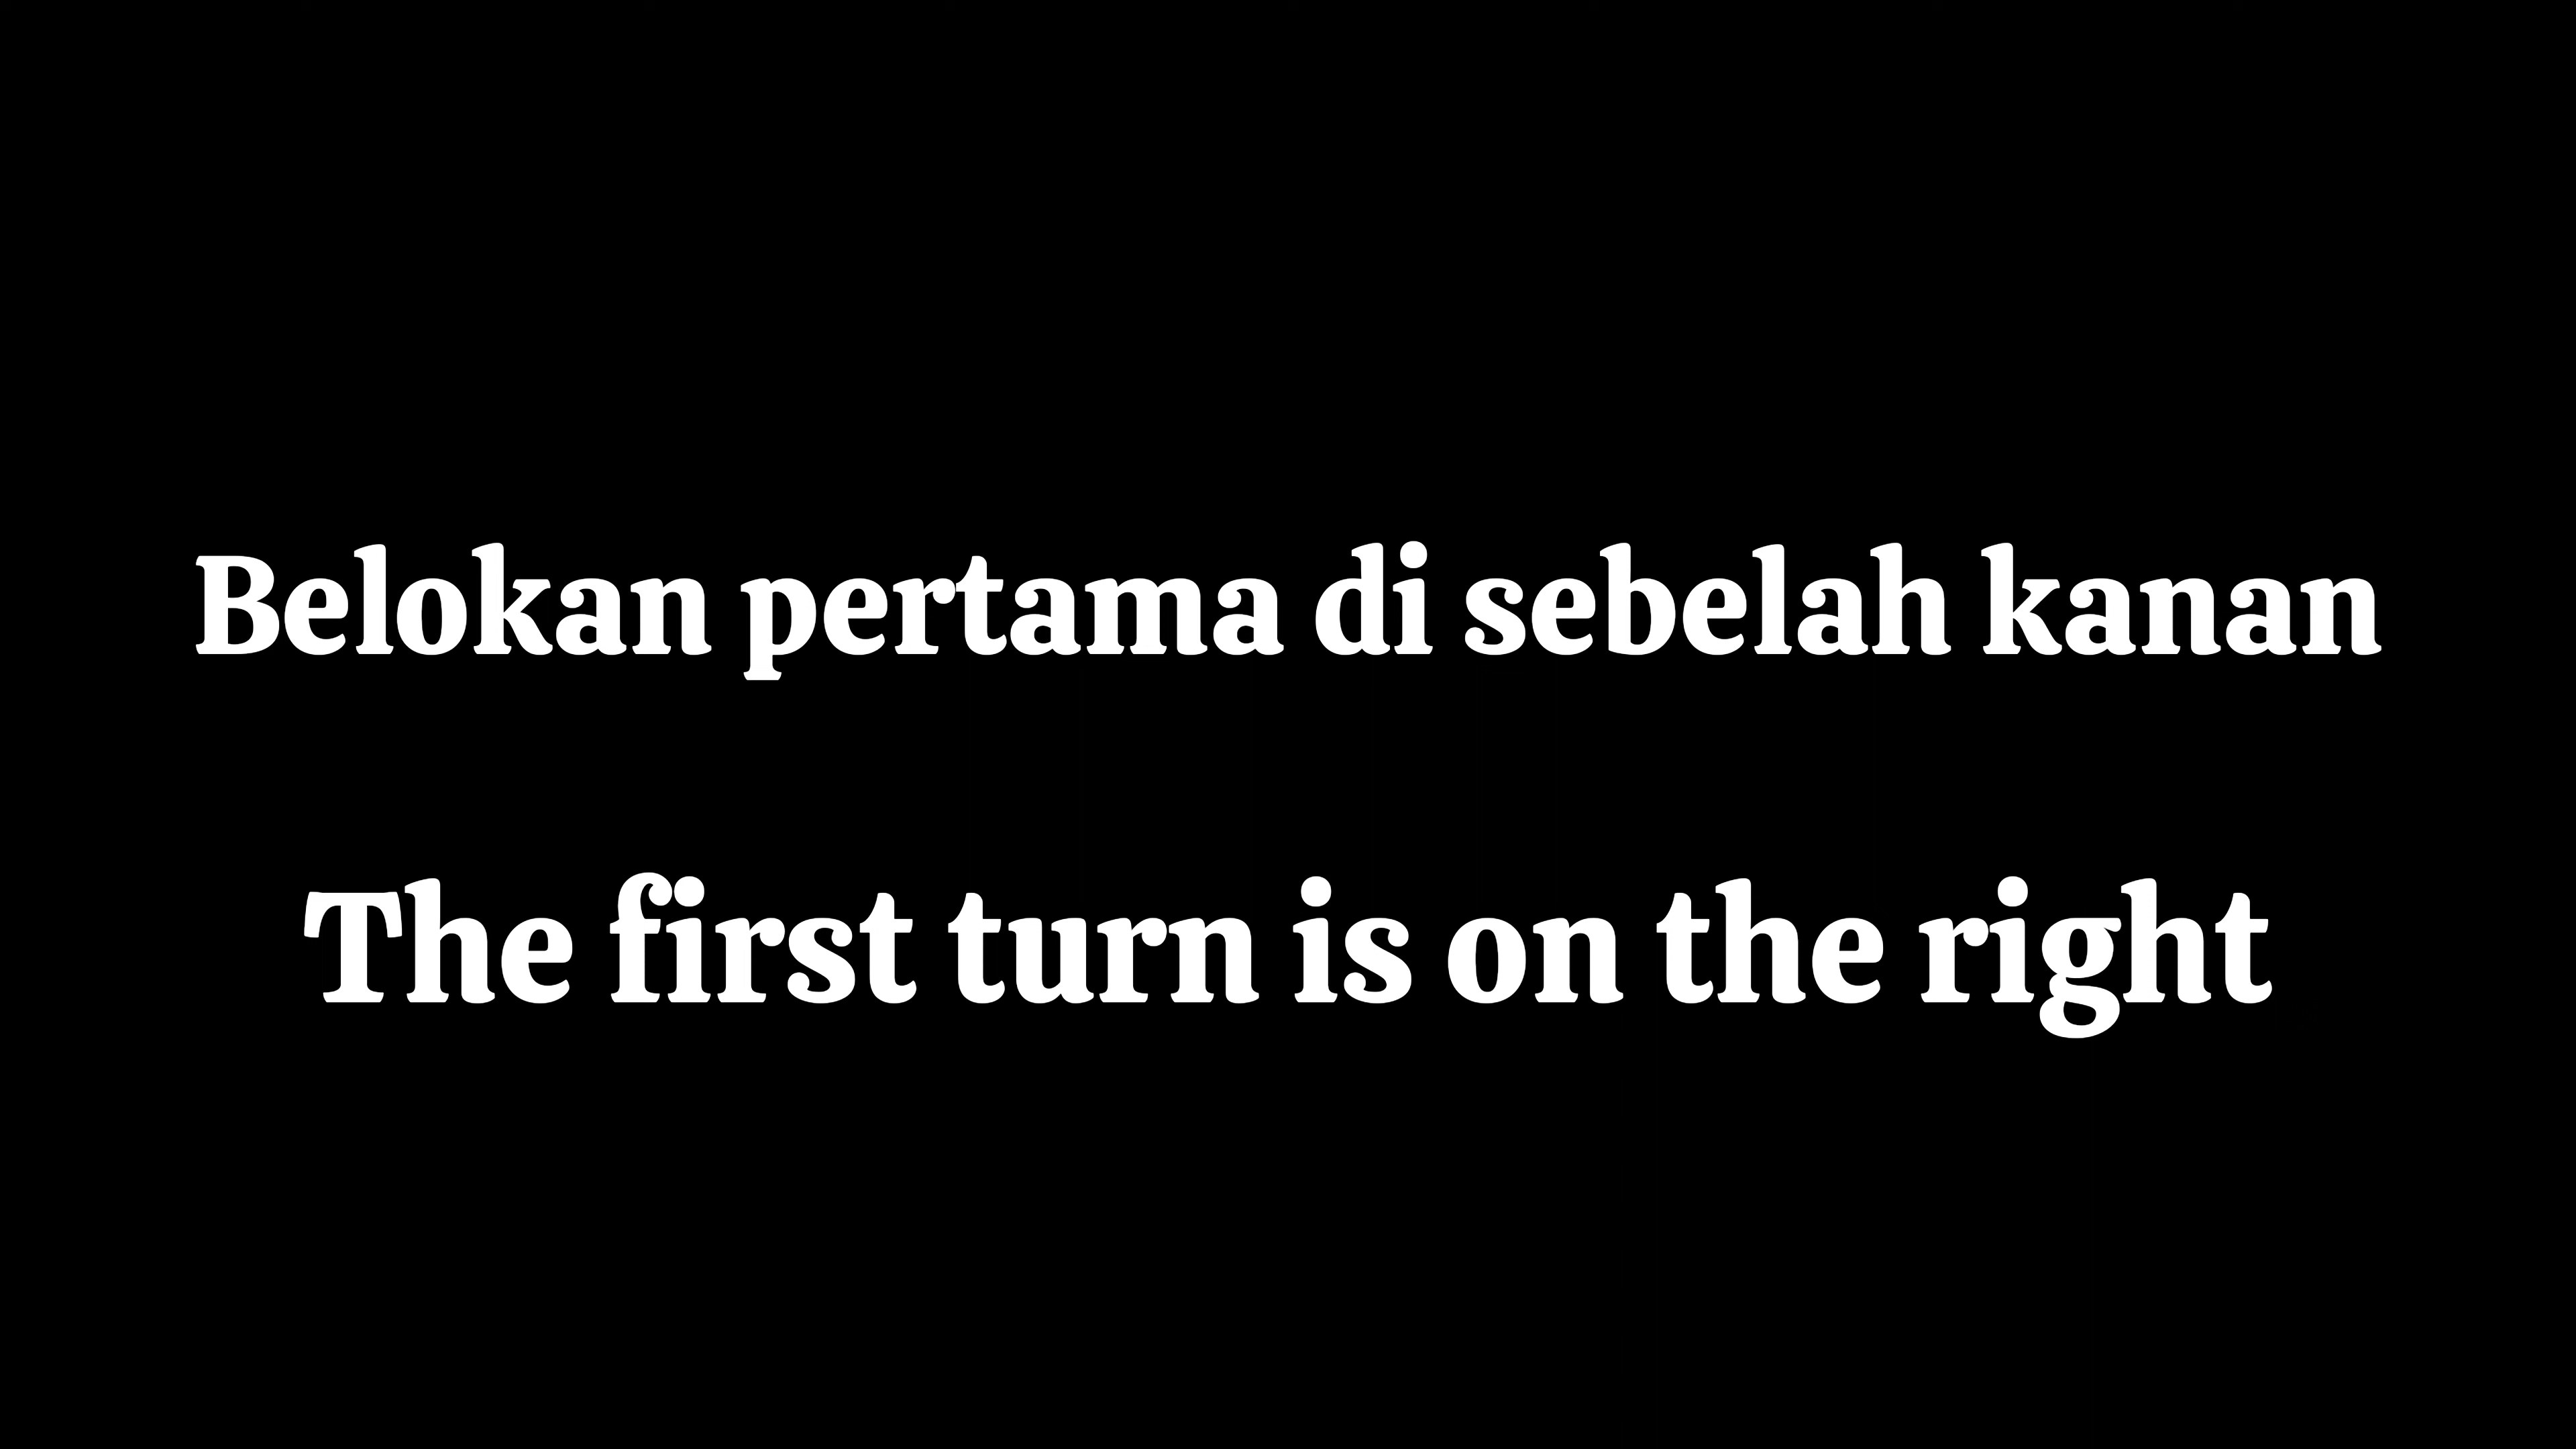 Belokan pertama di sebelah kanan
The first turn is on the right